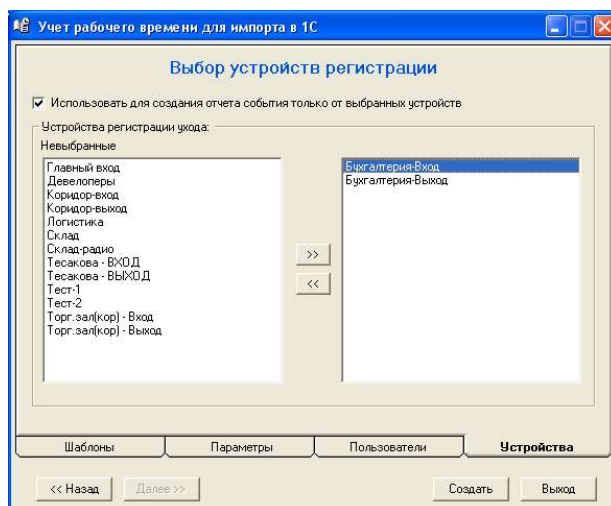 Учет рабочего времени для импорта в 1С
Выбор устройств регистрации
Использовать для создания отчета события только от выбранных устройств
Устройства регистрации ухода:
Невыбранные
Главный вход
Девелоперы
Коридор-вход
Коридор-выход
Логистика
Склад
Склад-радио
Тесакова - ВХОД
Тесакова - ВЫХОД
Тест-1
Тест-2
Торг.зал(кор) - Вход
Торг.зал(кор) - Выход
>>
<<
Бухгалтерия-Вход
Бухгалтерия-Выход
Шаблоны
Параметры
Пользователи
Устройства
<< Назад
Далее >>
Создать
Выход